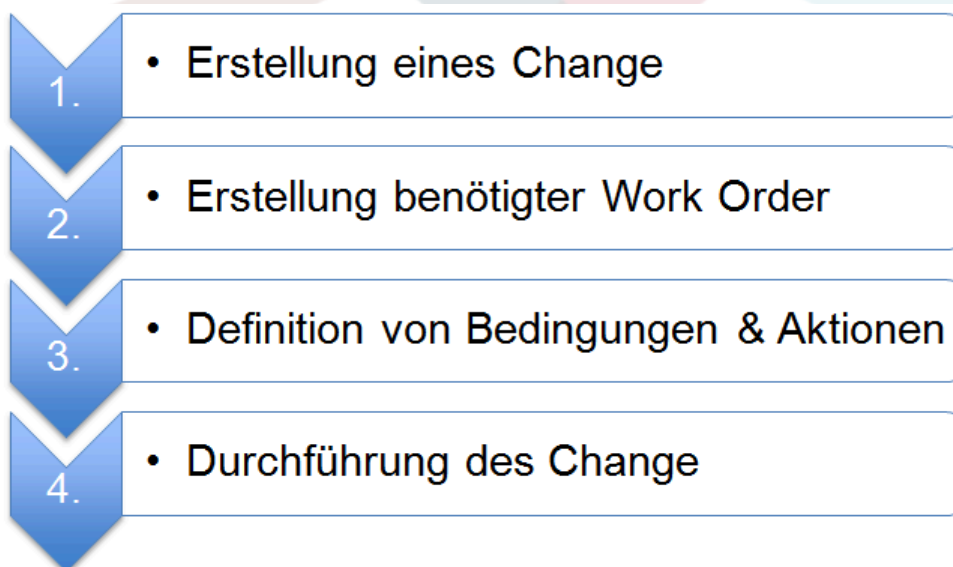 1. • Erstellung eines Change
2. • Erstellung benötigter Work Order
3. • Definition von Bedingungen & Aktionen
4. • Durchführung des Change